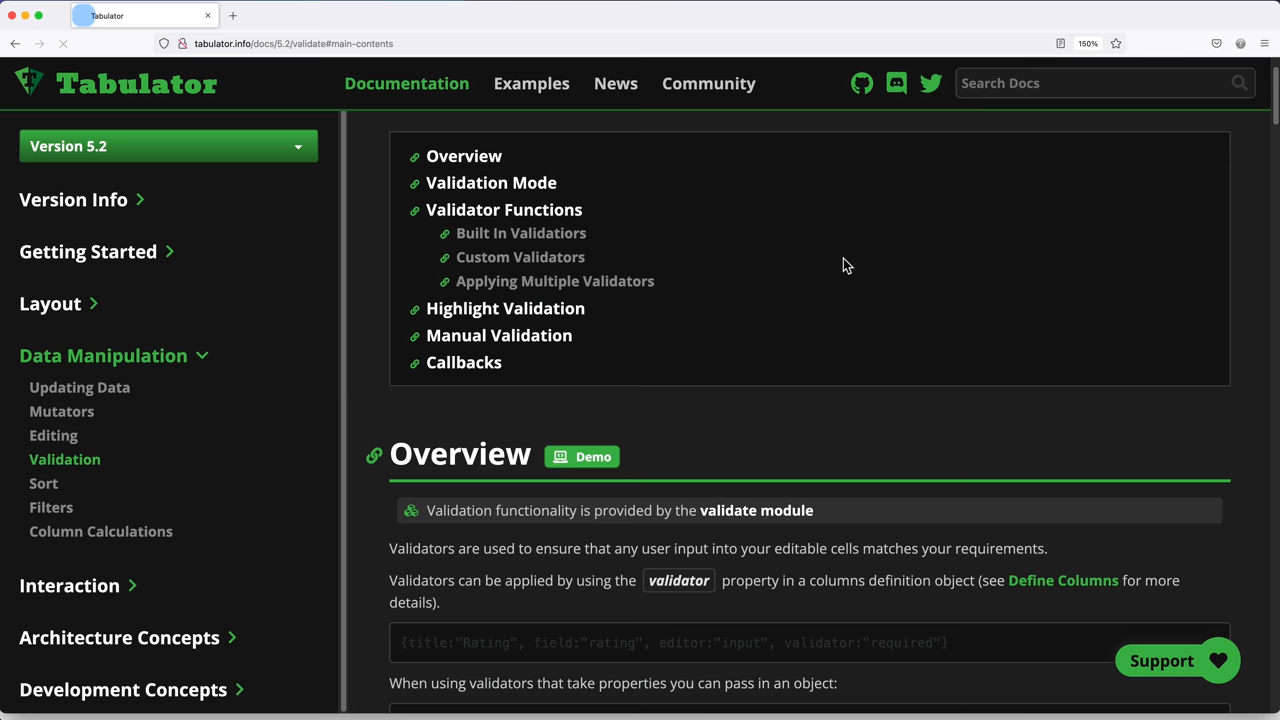 Tabulator
tabulator.info/docs/5.2/validate#main-contents
150%
Tabulator
Documentation
Examples
News
Community
Search Docs
Version 5.2
Version Info
Getting Started
Layout
Data Manipulation
Updating Data
Mutators
Editing
Validation
Sort
Filters
Column Calculations
Interaction
Architecture Concepts
Development Concepts
Overview
Validation Mode
Validator Functions
Built In Validatiors
Custom Validators
Applying Multiple Validators
Highlight Validation
Manual Validation
Callbacks
Overview
Demo
Validation functionality is provided by the validate module
Validators are used to ensure that any user input into your editable cells matches your requirements.
Validators can be applied by using the validator property in a columns definition object (see Define Columns for more
details).
{title:"Rating", field:"rating", editor:"input", validator:"required"}
When using validators that take properties you can pass in an object:
Support